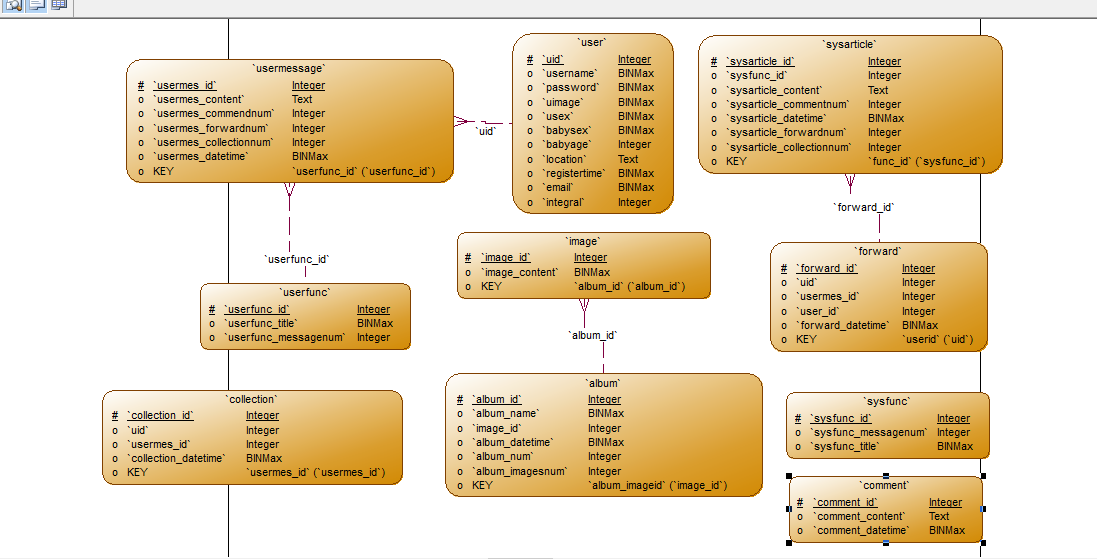 `usermessage`
# `usermes_id` Integer
o `usermes_content` Text
o `usermes_commendnum` Integer
o `usermes_forwardnum` Integer
o `usermes_collectionnum` Integer
o `usermes_datetime` BINMax
o KEY `userfunc_id` (`userfunc_id`)
`uid`
`user`
# `uid` Integer
o `username` BINMax
o `password` BINMax
o `uimage` BINMax
o `usex` BINMax
o `babysex` BINMax
o `babyage` Integer
o `location` Text
o `registertime` BINMax
o `email` BINMax
o `integral` Integer
`sysarticle`
# `sysarticle_id` Integer
o `sysfunc_id` Integer
o `sysarticle_content` Text
o `sysarticle_commentnum` Integer
o `sysarticle_datetime` BINMax
o `sysarticle_forwardnum` Integer
o `sysarticle_collectionnum` Integer
o KEY `func_id` (`sysfunc_id`)
`userfunc_id`
`forward_id`
`userfunc`
# `userfunc_id` Integer
o `userfunc_title` BINMax
o `userfunc_messagenum` Integer
`image`
# `image_id` Integer
o `image_content` BINMax
o KEY `album_id` (`album_id`)
`album_id`
`forward`
# `forward_id` Integer
o `uid` Integer
o `usermes_id` Integer
o `user_id` Integer
o `forward_datetime` BINMax
o KEY `userid` (`uid`)
`collection`
# `collection_id` Integer
o `uid` Integer
o `usermes_id` Integer
o `collection_datetime` BINMax
o KEY `usermes_id` (`usermes_id`)
`album`
# `album_id` Integer
o `album_name` BINMax
o `image_id` Integer
o `album_datetime` BINMax
o `album_num` Integer
o `album_imagesnum` Integer
o KEY `album_imageid` (`image_id`)
`sysfunc`
# `sysfunc_id` Integer
o `sysfunc_messagenum` Integer
o `sysfunc_title` BINMax
`comment`
# `comment_id` Integer
o `comment_content` Text
o `comment_datetime` BINMax